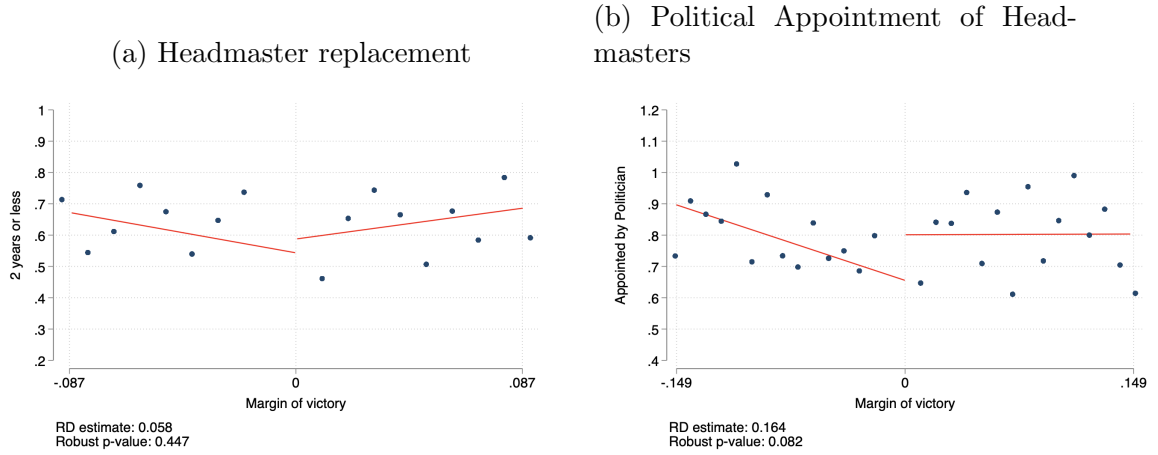 (a) Headmaster replacement
1
.9
.8
.7
.6
.5
.4
.3
.2
2 years or less
-.087
0
.087
Margin of victory
RD estimate: 0.058
Robust p-value: 0.447
(b) Political Appointment of Head-
masters
1.2
1.1
1
.9
.8
.7
.6
.5
.4
Appointed by Politician
-.149
0
.149
Margin of victory
RD estimate: 0.164
Robust p-value: 0.082